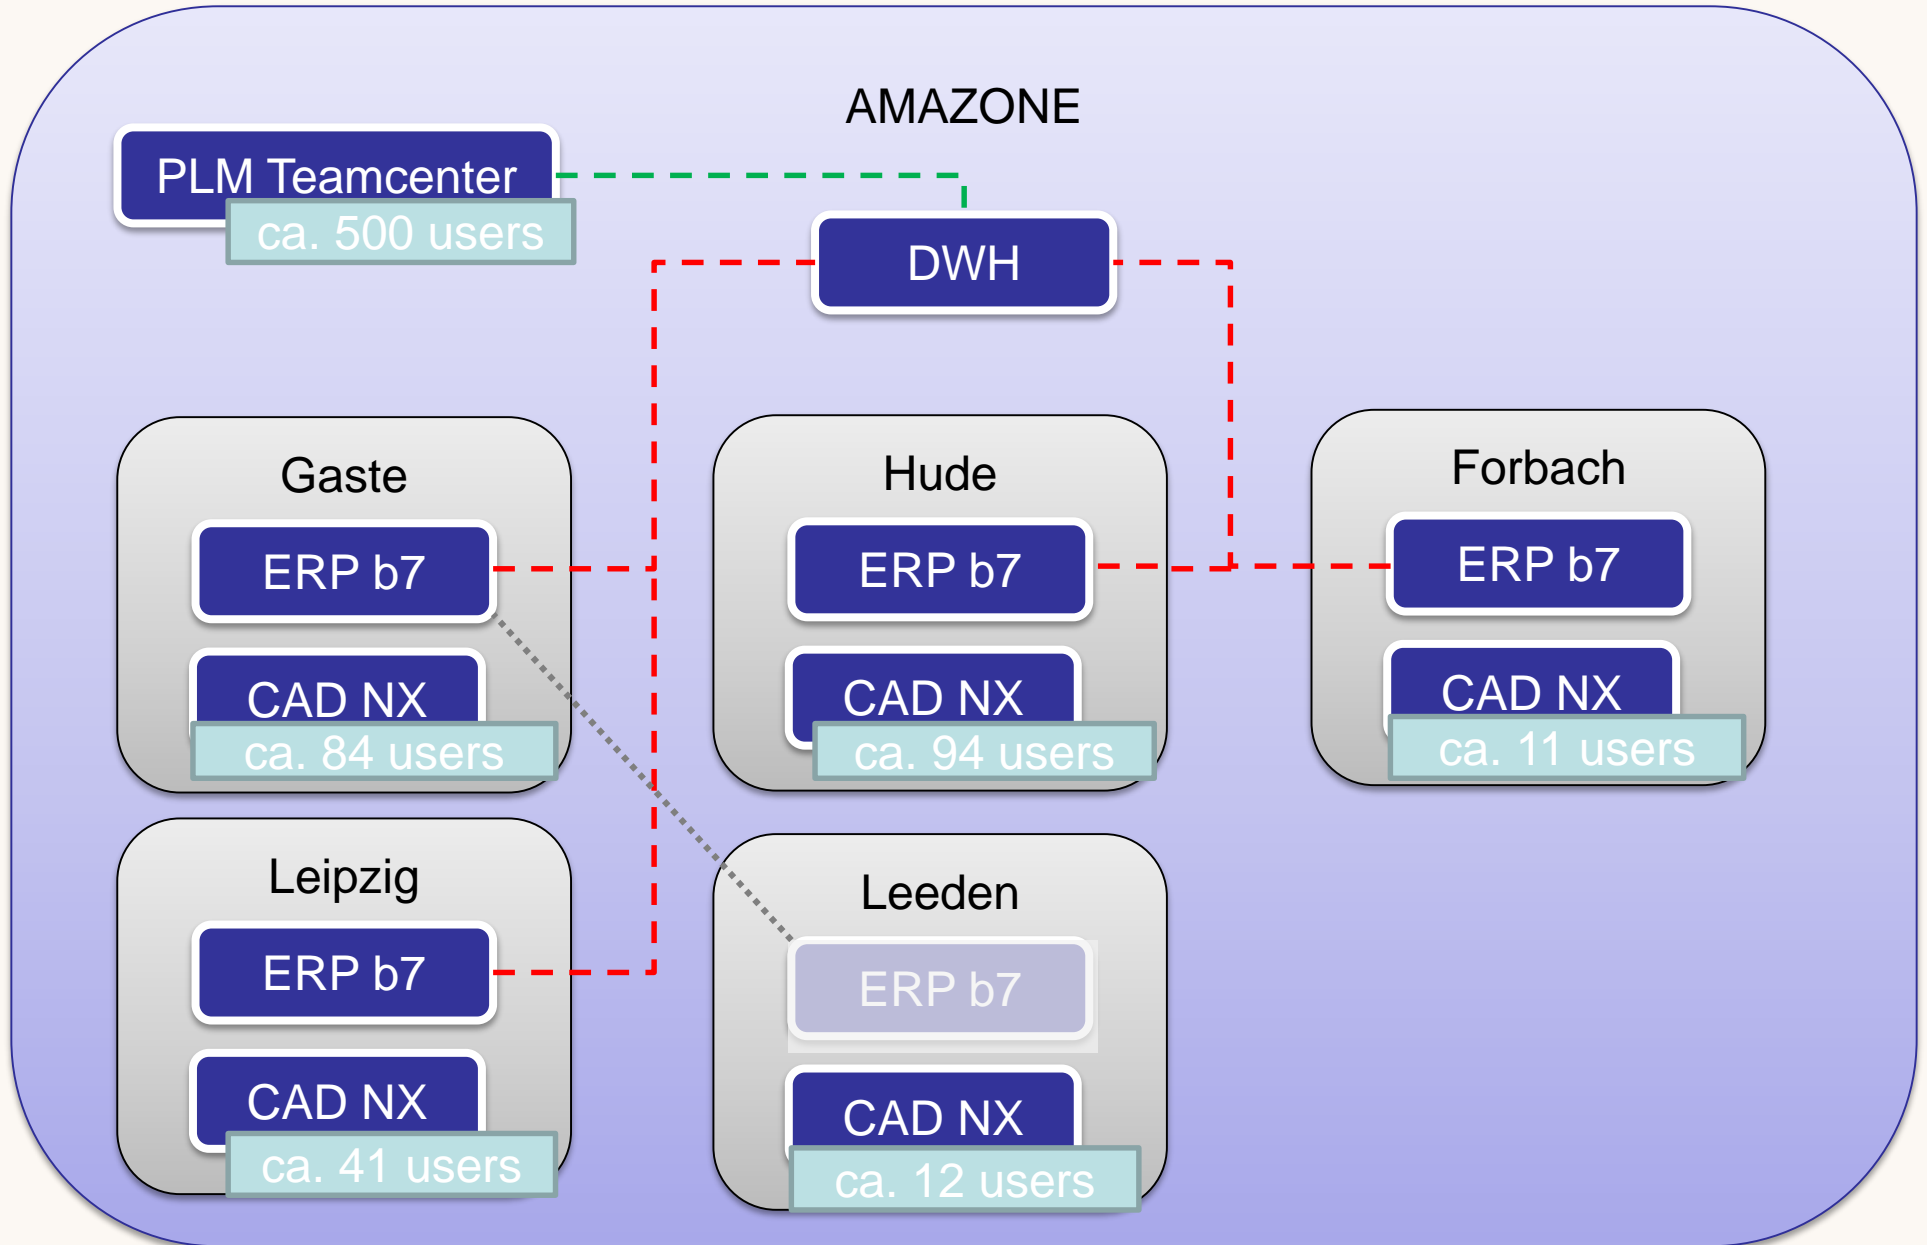 AMAZONE
PLM Teamcenter
ca. 500 users
DWH
Gaste
ERP b7
CAD NX
ca. 84 users
Hude
ERP b7
CAD NX
ca. 94 users
Forbach
ERP b7
CAD NX
ca. 11 users
Leipzig
ERP b7
CAD NX
ca. 41 users
Leeden
ERP b7
CAD NX
ca. 12 users